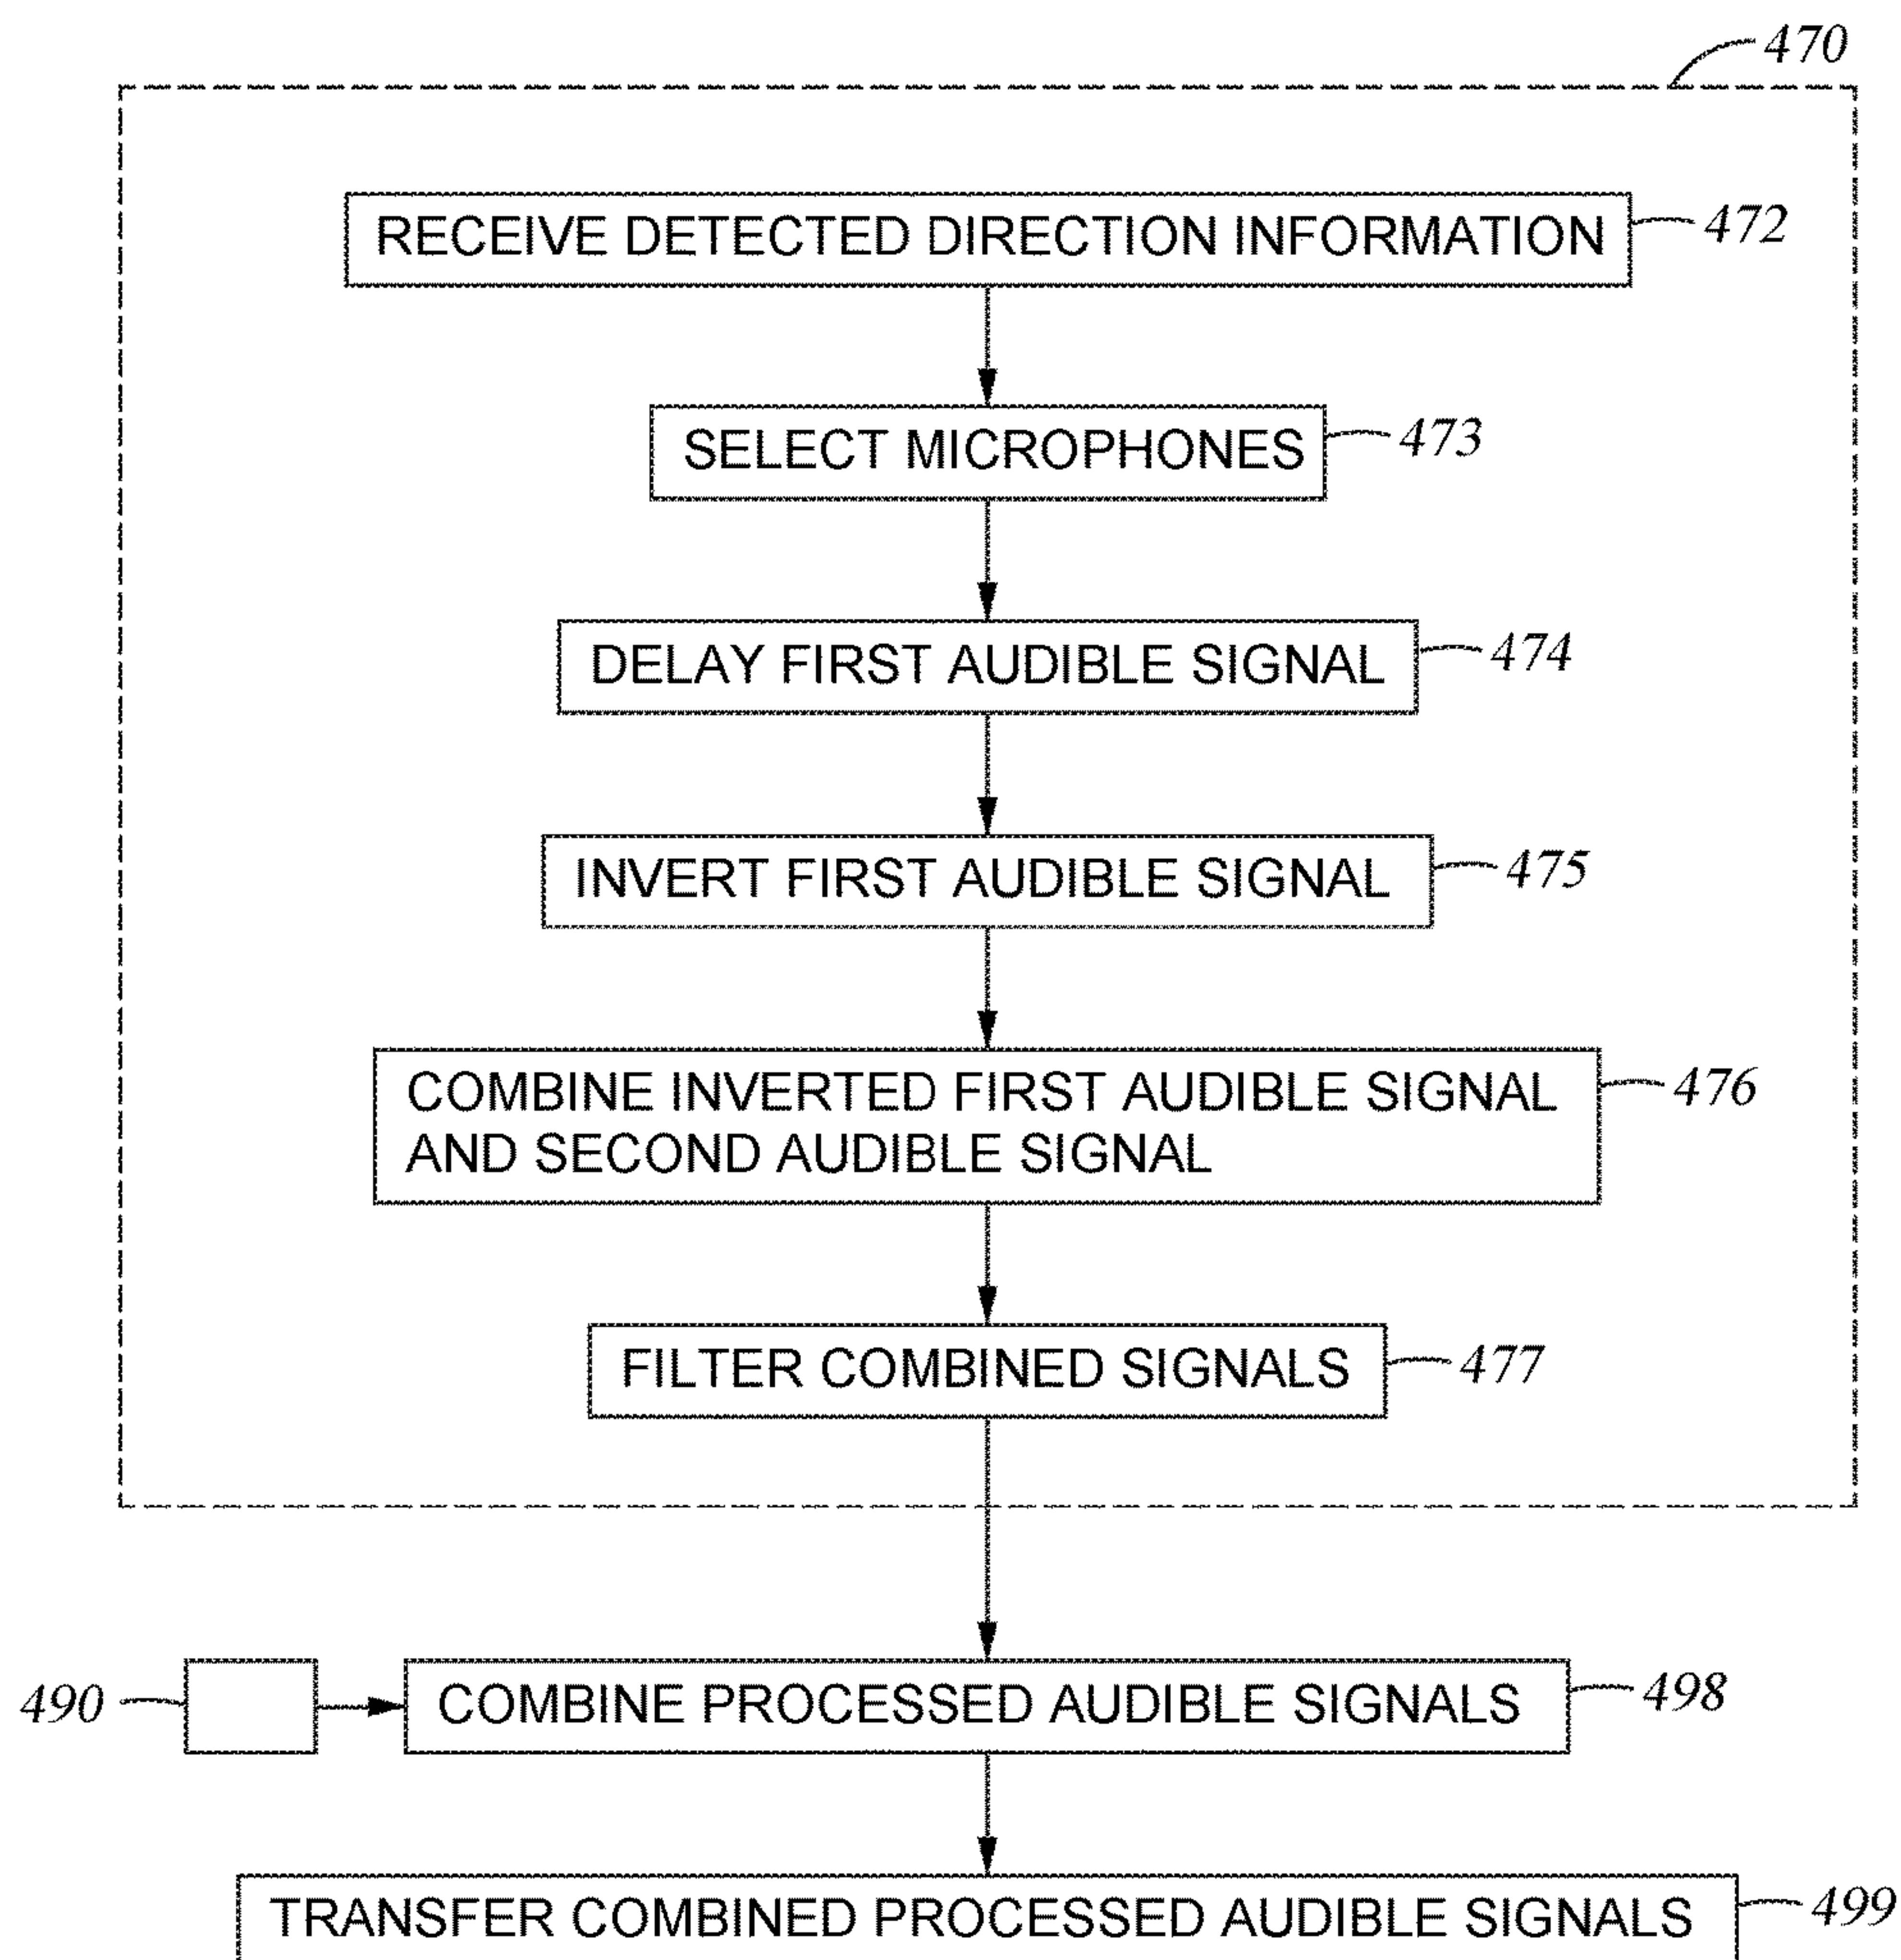 470
RECEIVE DETECTED DIRECTION INFORMATION
472
SELECT MICROPHONES
473
DELAY FIRST AUDIBLE SIGNAL
474
INVERT FIRST AUDIBLE SIGNAL
475
COMBINE INVERTED FIRST AUDIBLE SIGNAL
AND SECOND AUDIBLE SIGNAL
476
FILTER COMBINED SIGNALS
477
490
COMBINE PROCESSED AUDIBLE SIGNALS
498
TRANSFER COMBINED PROCESSED AUDIBLE SIGNALS
499